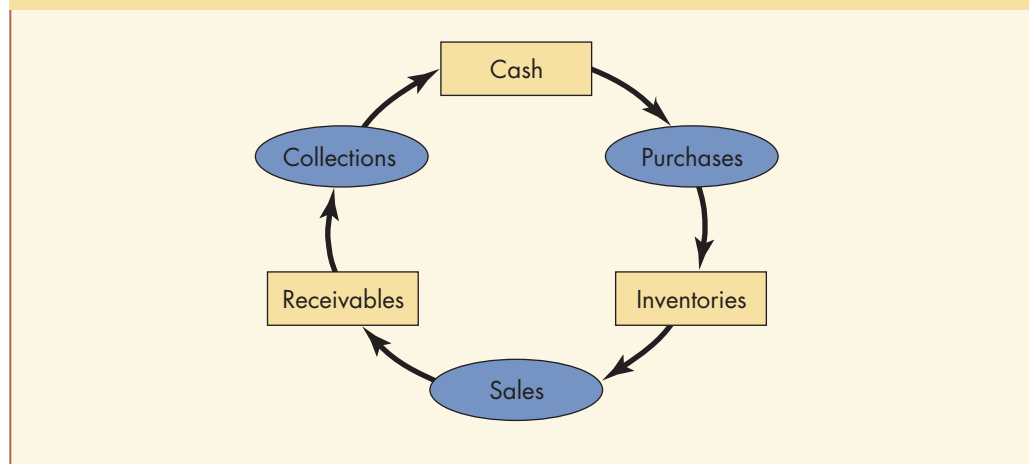 Cash
Collections
Purchases
Receivables
Inventories
Sales